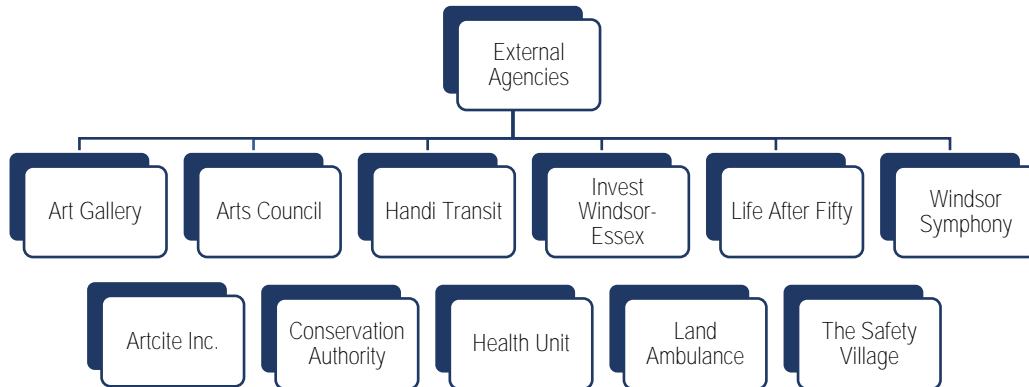 External
Agencies
Art Gallery
Arts Council
Handi Transit
Invest
Windsor-
Essex
Life After Fifty
Windsor
Symphony
Artcite Inc.
Conservation
Authority
Health Unit
Land
Ambulance
The Safety
Village